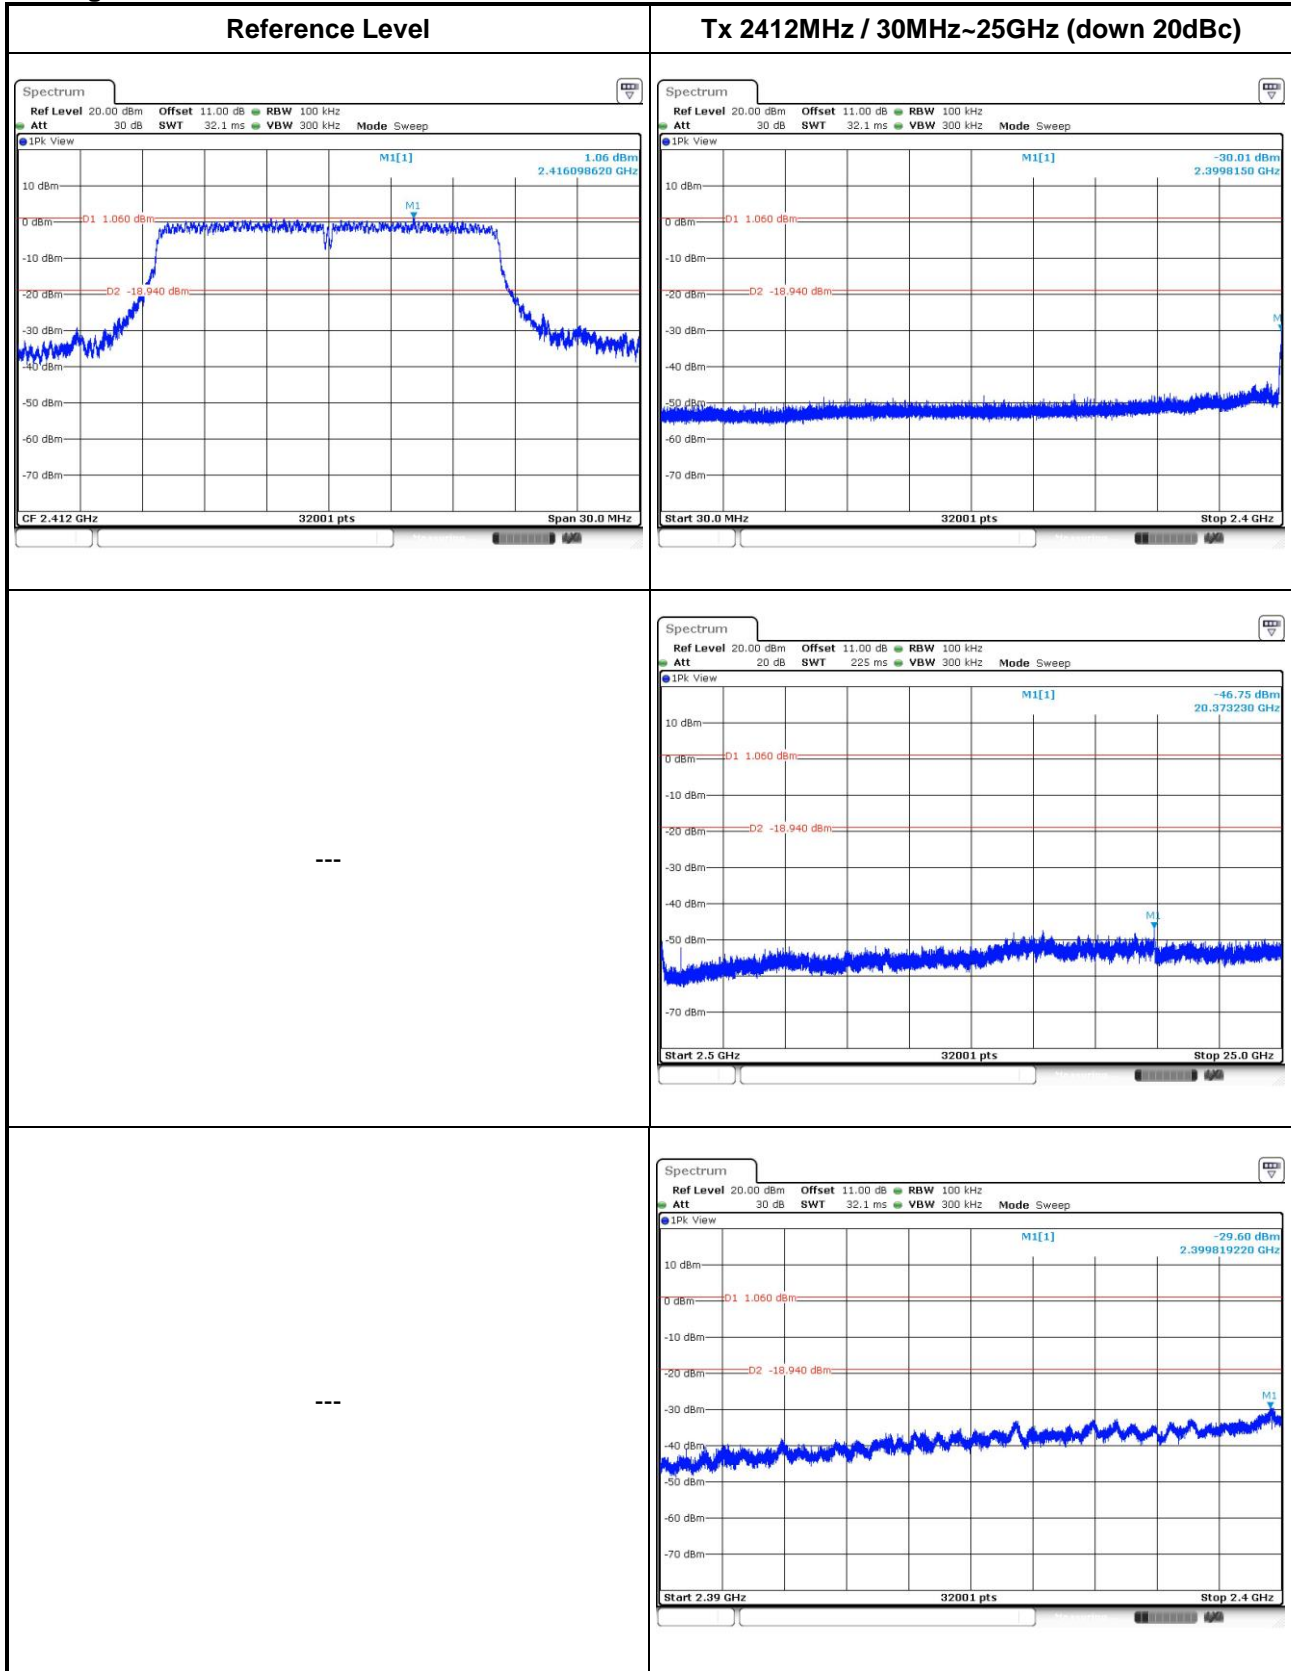 Reference Level
Tx 2412MHz / 30MHz~25GHz (down 20dBc)
Spectrum
Ref Level 20.00 dBm Offset 11.00 dB RBW 100 kHz
Att 30 dB SWT 32.1 ms VBW 300 kHz Mode Sweep
1Pk View
M1[1] 1.06 dBm
2.416098620 GHz
10 dBm
M1
0 dBm D1 1.060 dBm
-10 dBm
-20 dBm D2 -18.940 dBm
-30 dBm
-40 dBm
-50 dBm
-60 dBm
-70 dBm
CF 2.412 GHz 32001 pts Span 30.0 MHz
Spectrum
Ref Level 20.00 dBm Offset 11.00 dB RBW 100 kHz
Att 30 dB SWT 32.1 ms VBW 300 kHz Mode Sweep
1Pk View
M1[1] -30.01 dBm
2.3998150 GHz
10 dBm
0 dBm D1 1.060 dBm
-10 dBm
-20 dBm D2 -18.940 dBm
-30 dBm
M
-40 dBm
-50 dBm
-60 dBm
-70 dBm
Start 30.0 MHz 32001 pts Stop 2.4 GHz
---
Spectrum
Ref Level 20.00 dBm Offset 11.00 dB RBW 100 kHz
Att 20 dB SWT 225 ms VBW 300 kHz Mode Sweep
1Pk View
M1[1] -46.75 dBm
20.373230 GHz
10 dBm
0 dBm D1 1.060 dBm
-10 dBm
-20 dBm D2 -18.940 dBm
-30 dBm
-40 dBm
M1
-50 dBm
-70 dBm
Start 2.5 GHz 32001 pts Stop 25.0 GHz
---
Spectrum
Ref Level 20.00 dBm Offset 11.00 dB RBW 100 kHz
Att 30 dB SWT 32.1 ms VBW 300 kHz Mode Sweep
1Pk View
M1[1] -29.60 dBm
2.399819220 GHz
10 dBm
0 dBm D1 1.060 dBm
-10 dBm
-20 dBm D2 -18.940 dBm
M1
-30 dBm
-40 dBm
-50 dBm
-60 dBm
-70 dBm
Start 2.39 GHz 32001 pts Stop 2.4 GHz